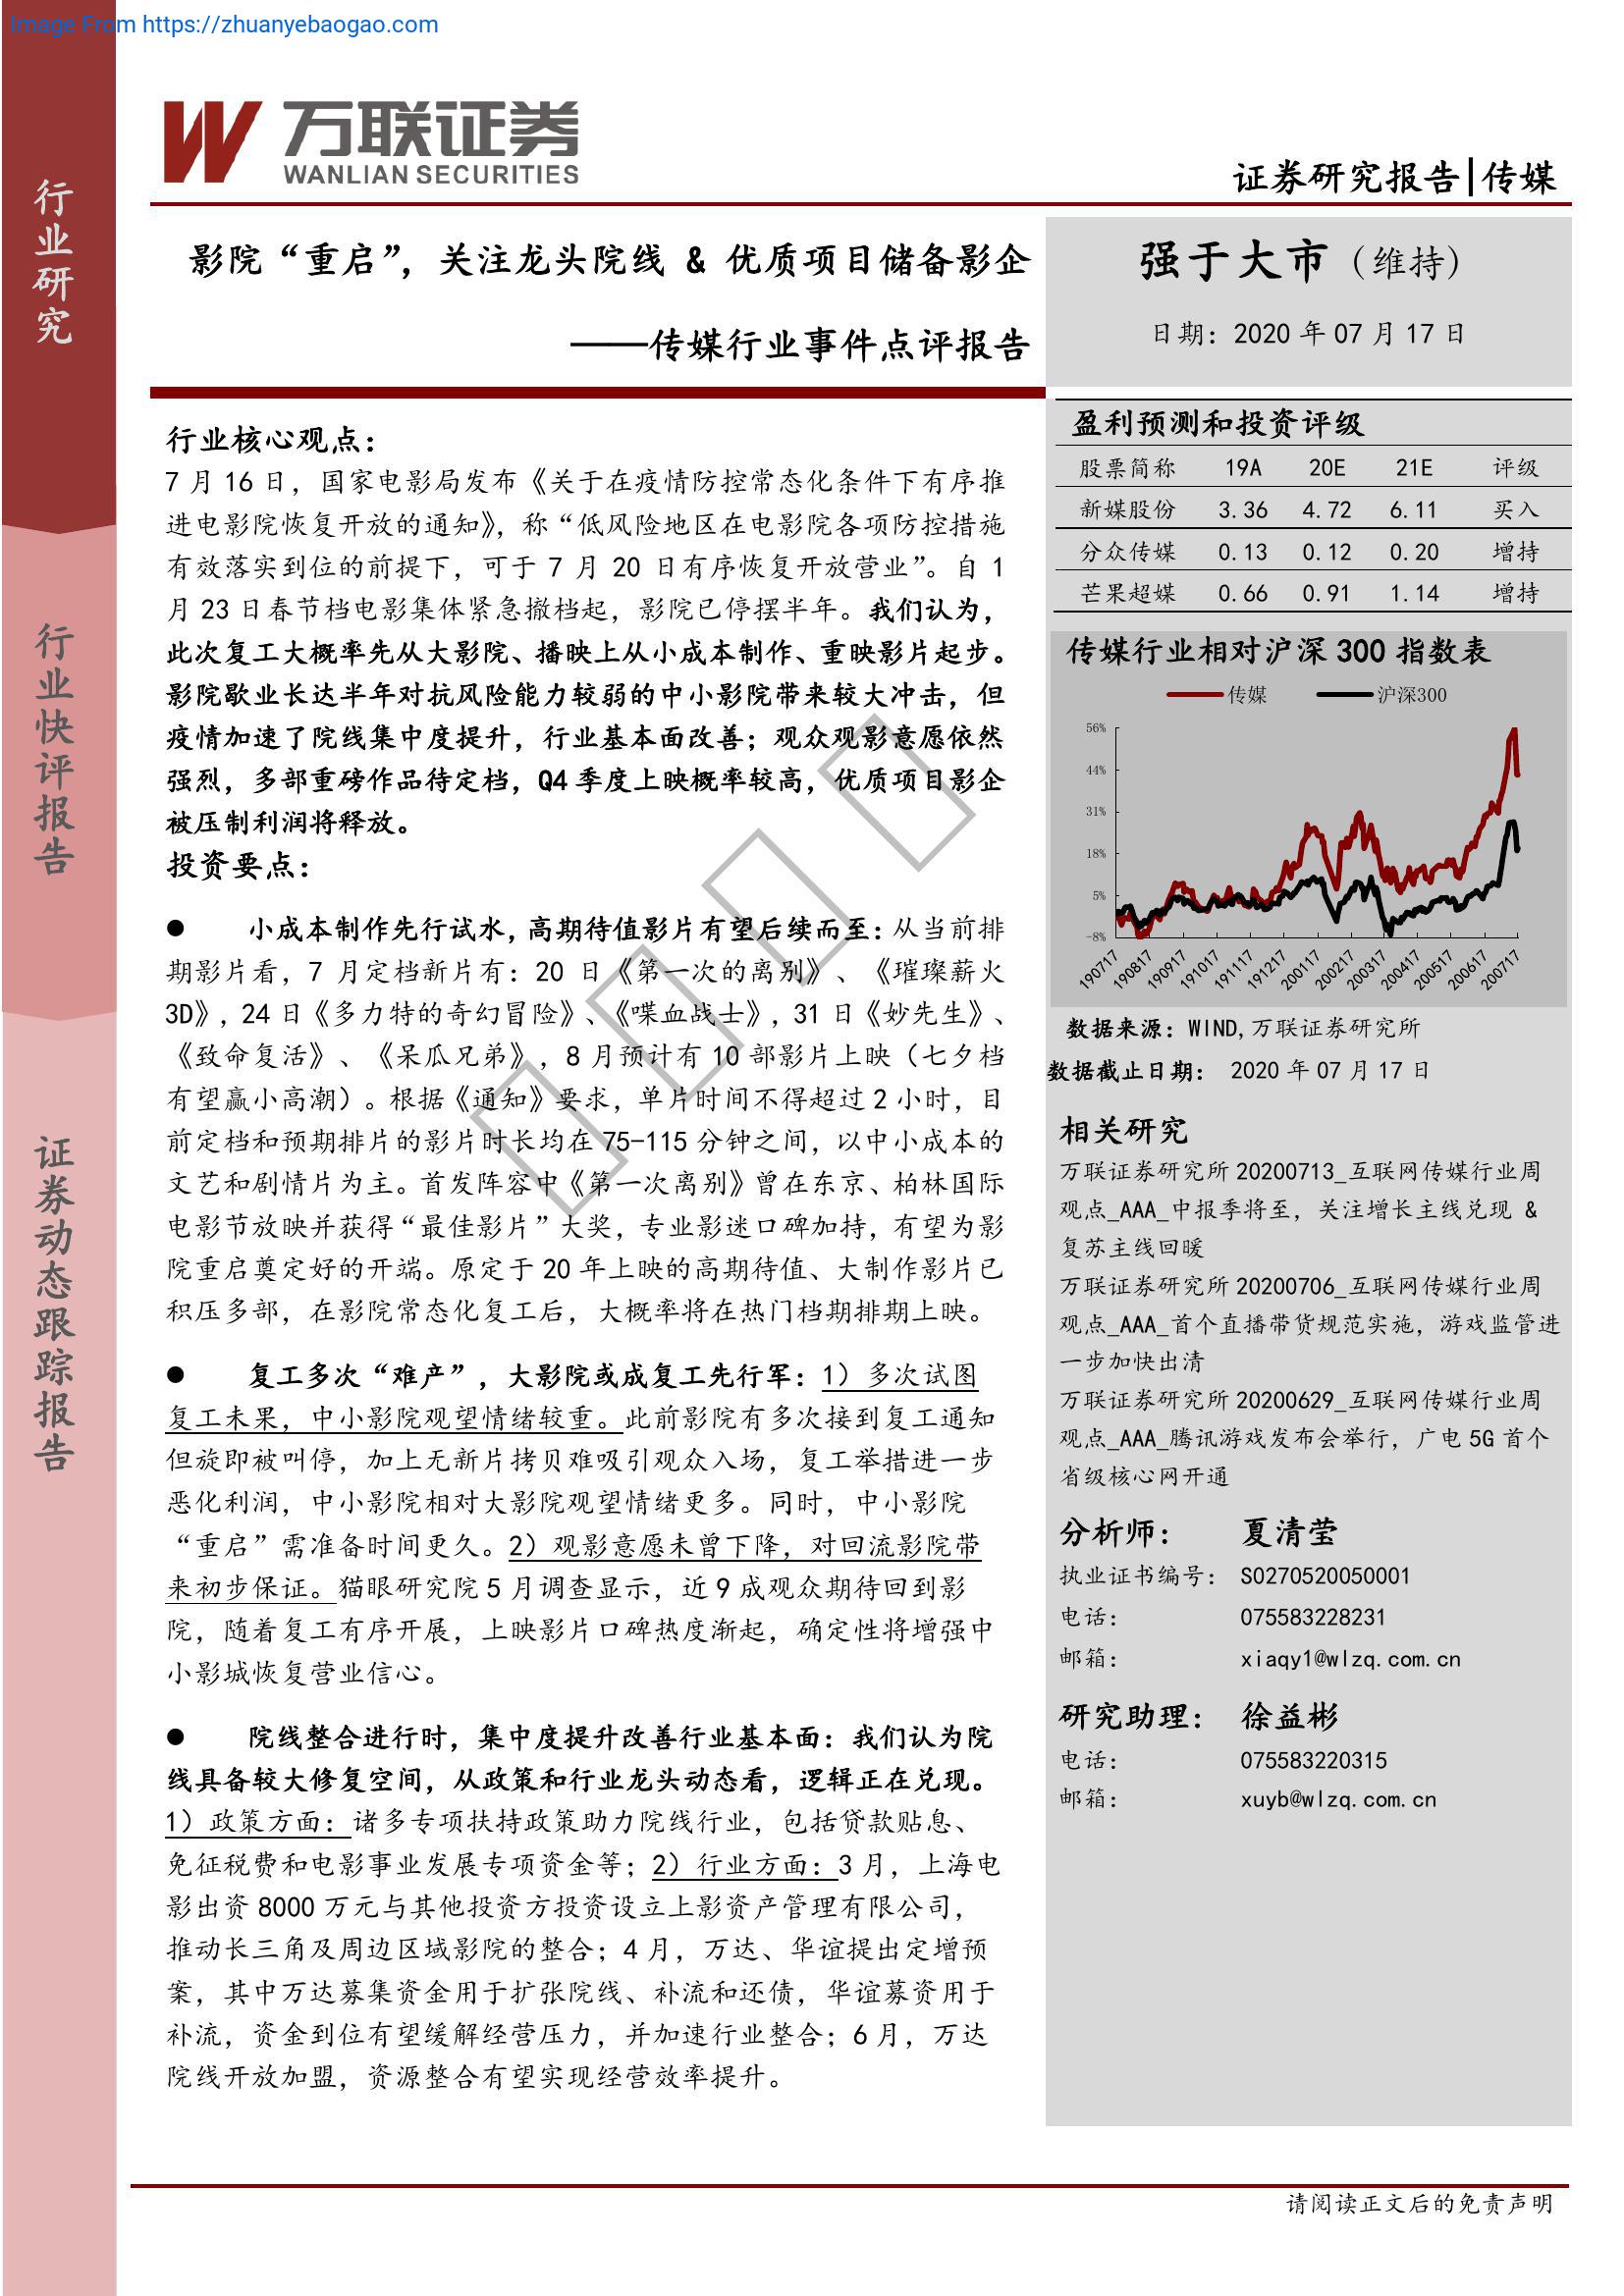 Image From https://zhuanyebaogao.com
万联证券
WANLIAN SECURITIES
证券研究报告|传媒
行业研究
行业快评报告
证券动态跟踪报告
影院“重启”，关注龙头院线 & 优质项目储备影企
——传媒行业事件点评报告
强于大市（维持）
日期：2020 年 07 月 17 日
行业核心观点：
7 月 16 日，国家电影局发布《关于在疫情防控常态化条件下有序推
进电影院恢复开放的通知》，称“低风险地区在电影院各项防控措施
有效落实到位的前提下，可于 7 月 20 日有序恢复开放营业”。自 1
月 23 日春节档电影集体紧急撤档起，影院已停摆半年。我们认为，
此次复工大概率先从大影院、播映上从小成本制作、重映影片起步。
影院歇业长达半年对抗风险能力较弱的中小影院带来较大冲击，但
疫情加速了院线集中度提升，行业基本面改善；观众观影意愿依然
强烈，多部重磅作品待定档，Q4 季度上映概率较高，优质项目影企
被压制利润将释放。
投资要点：
● 小成本制作先行试水，高期待值影片有望后续而至：从当前排
期影片看，7 月定档新片有：20 日《第一次的离别》、《璀璨薪火
3D》，24 日《多力特的奇幻冒险》、《喋血战士》，31 日《妙先生》、
《致命复活》、《呆瓜兄弟》，8 月预计有 10 部影片上映（七夕档
有望赢小高潮）。根据《通知》要求，单片时间不得超过 2 小时，目
前定档和预期排片的影片时长均在 75-115 分钟之间，以中小成本的
文艺和剧情片为主。首发阵容中《第一次离别》曾在东京、柏林国际
电影节放映并获得“最佳影片”大奖，专业影迷口碑加持，有望为影
院重启奠定好的开端。原定于 20 年上映的高期待值、大制作影片已
积压多部，在影院常态化复工后，大概率将在热门档期排期上映。
● 复工多次“难产”，大影院或成复工先行军：1）多次试图
复工未果，中小影院观望情绪较重。此前影院有多次接到复工通知
但旋即被叫停，加上无新片拷贝难吸引观众入场，复工举措进一步
恶化利润，中小影院相对大影院观望情绪更多。同时，中小影院
“重启”需准备时间更久。2）观影意愿未曾下降，对回流影院带
来初步保证。猫眼研究院 5 月调查显示，近 9 成观众期待回到影
院，随着复工有序开展，上映影片口碑热度渐起，确定性将增强中
小影城恢复营业信心。
● 院线整合进行时，集中度提升改善行业基本面：我们认为院
线具备较大修复空间，从政策和行业龙头动态看，逻辑正在兑现。
1）政策方面：诸多专项扶持政策助力院线行业，包括贷款贴息、
免征税费和电影事业发展专项资金等；2）行业方面：3 月，上海电
影出资 8000 万元与其他投资方投资设立上影资产管理有限公司，
推动长三角及周边区域影院的整合；4 月，万达、华谊提出定增预
案，其中万达募集资金用于扩张院线、补流和还债，华谊募资用于
补流，资金到位有望缓解经营压力，并加速行业整合；6 月，万达
院线开放加盟，资源整合有望实现经营效率提升。
盈利预测和投资评级
股票简称 19A 20E 21E 评级
新媒股份 3.36 4.72 6.11 买入
分众传媒 0.13 0.12 0.20 增持
芒果超媒 0.66 0.91 1.14 增持
传媒行业相对沪深 300 指数表
传媒 沪深300
56%
44%
31%
18%
5%
-8%
190717 190817 190917 191017 191117 191217 200117 200217 200317 200417 200517 200617 200717
数据来源：WIND,万联证券研究所
数据截止日期： 2020 年 07 月 17 日
相关研究
万联证券研究所 20200713_互联网传媒行业周
观点_AAA_中报季将至，关注增长主线兑现 &
复苏主线回暖
万联证券研究所 20200706_互联网传媒行业周
观点_AAA_首个直播带货规范实施，游戏监管进
一步加快出清
万联证券研究所 20200629_互联网传媒行业周
观点_AAA_腾讯游戏发布会举行，广电 5G 首个
省级核心网开通
分析师： 夏清莹
执业证书编号： S0270520050001
电话： 075583228231
邮箱： xiaqy1@wlzq.com.cn
研究助理： 徐益彬
电话： 075583220315
邮箱： xuyb@wlzq.com.cn
请阅读正文后的免责声明